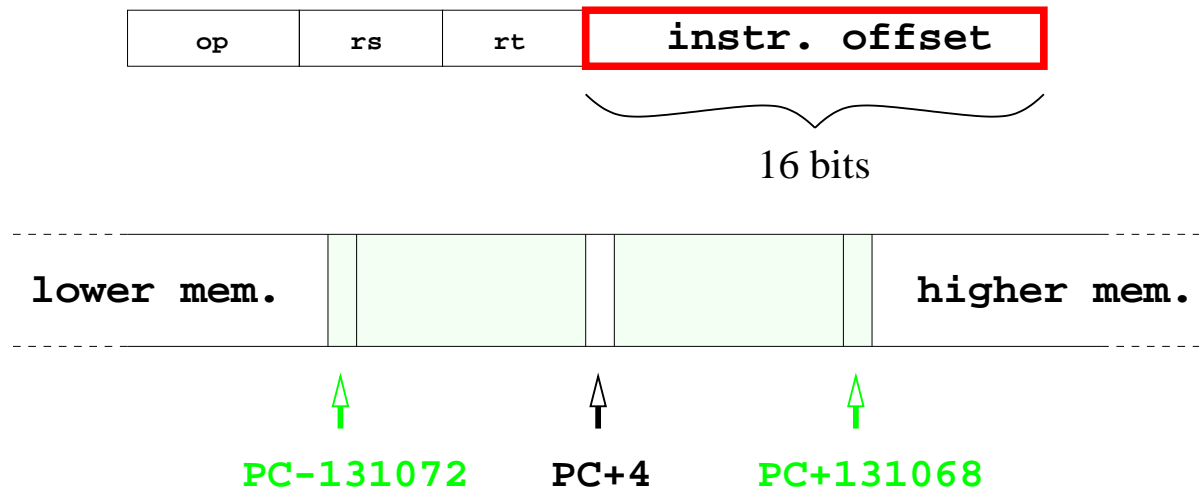 op rs rt instr. offset
16 bits
lower mem. higher mem.
PC-131072 PC+4 PC+131068